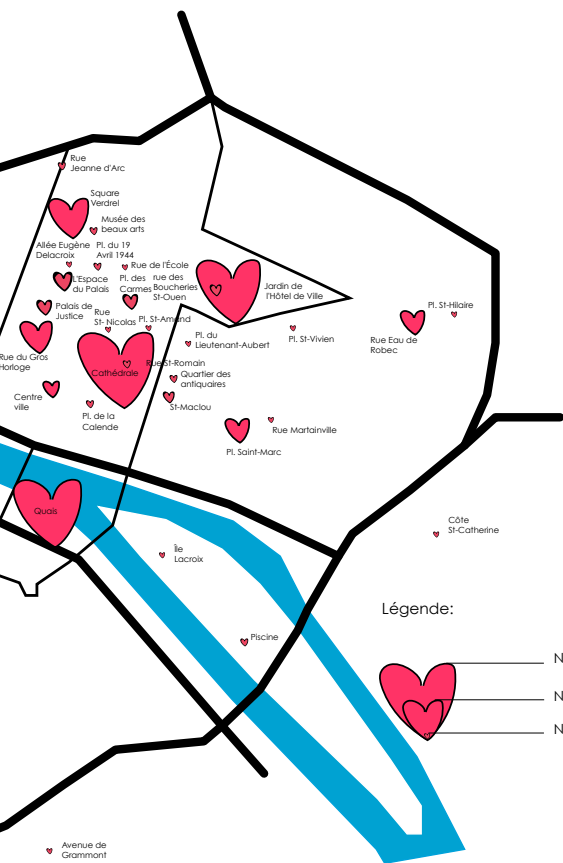 Rue
Jeanne d'Arc
Square
Verdrel
Musée des
beaux arts
Allée Eugène
Delacroix
Pl. du 19
Avril 1944
Rue de l'École
L'Espace
du Palais
Pl. des
Carmes
rue des
Boucheries
St-Ouen
Jardin de
l'Hôtel de Ville
Palais de
Justice
Rue
St- Nicolas
Pl. St-Amand
Pl. du
Lieutenant-Aubert
Pl. St-Vivien
Pl. St-Hilaire
Rue Eau de
Robec
Rue du Gros
Horloge
Cathédrale
Rue St-Romain
Quartier des
antiquaires
Centre
ville
Pl. de la
Calende
St-Maclou
Rue Martainville
Pl. Saint-Marc
Quais
Île
Lacroix
Côte
St-Catherine
Piscine
Légende:
N
N
N
Avenue de
Grammont